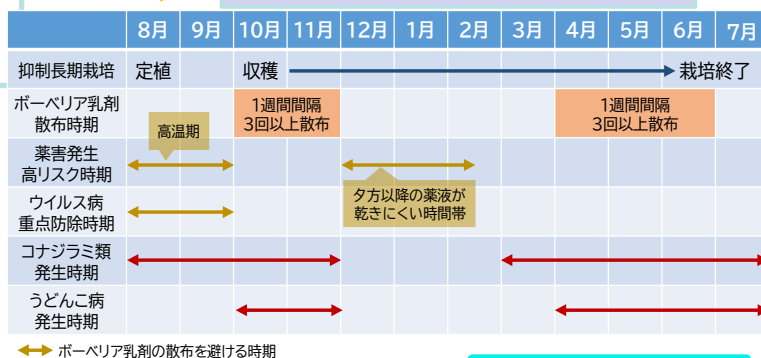 8月 9月 10月 11月 12月 1月 2月 3月 4月 5月 6月 7月
抑制長期栽培 定植 収穫 栽培終了
ボーベリア乳剤
散布時期
1週間間隔
3回以上散布
1週間間隔
3回以上散布
高温期
薬害発生
高リスク時期
夕方以降の薬液が
乾きにくい時間帯
ウイルス病
重点防除時期
コナジラミ類
発生時期
うどんこ病
発生時期
ボーベリア乳剤の散布を避ける時期